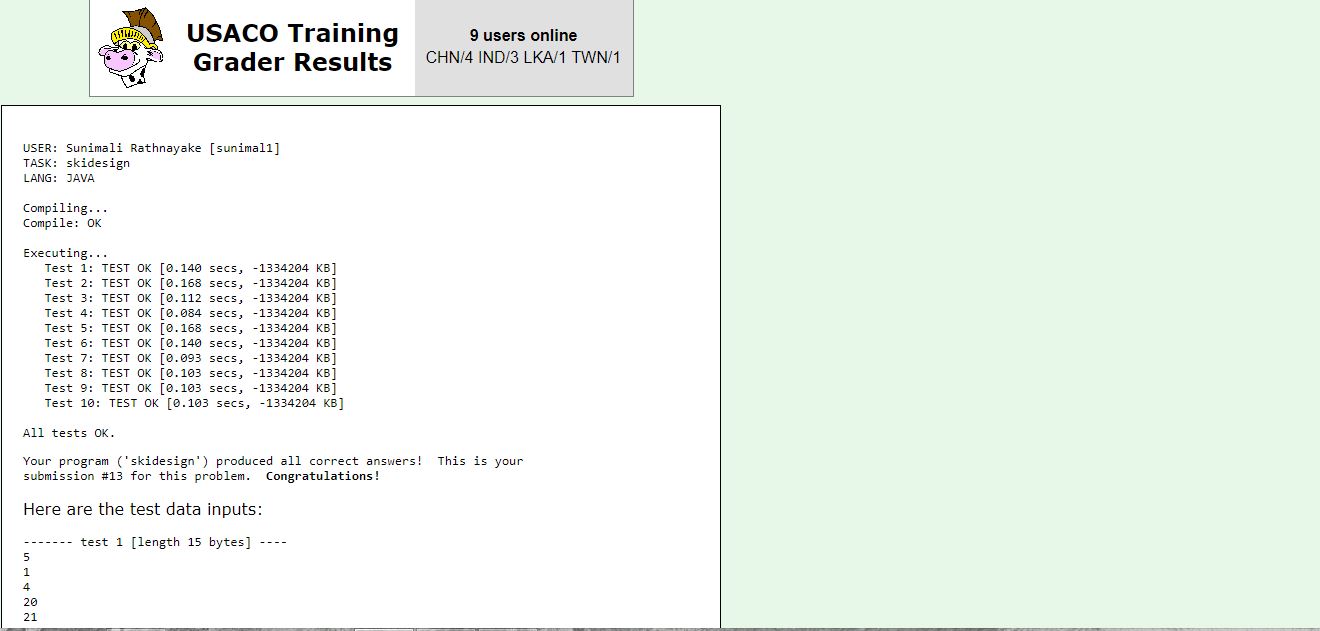 USACO Training
Grader Results
9 users online
CHN/4 IND/3 LKA/1 TWN/1
USER: Sunimali Rathnayake [sunimal1]
TASK: skidesign
LANG: JAVA
Compiling...
Compile: OK
Executing...
Test 1: TEST OK [0.140 secs, -1334204 KB]
Test 2: TEST OK [0.168 secs, -1334204 KB]
Test 3: TEST OK [0.112 secs, -1334204 KB]
Test 4: TEST OK [0.084 secs, -1334204 KB]
Test 5: TEST OK [0.168 secs, -1334204 KB]
Test 6: TEST OK [0.140 secs, -1334204 KB]
Test 7: TEST OK [0.093 secs, -1334204 KB]
Test 8: TEST OK [0.103 secs, -1334204 KB]
Test 9: TEST OK [0.103 secs, -1334204 KB]
Test 10: TEST OK [0.103 secs, -1334204 KB]
All tests OK.
Your program ('skidesign') produced all correct answers!  This is your
submission #13 for this problem.  Congratulations!
Here are the test data inputs:
------- test 1 [length 15 bytes] ----
5
1
4
20
21